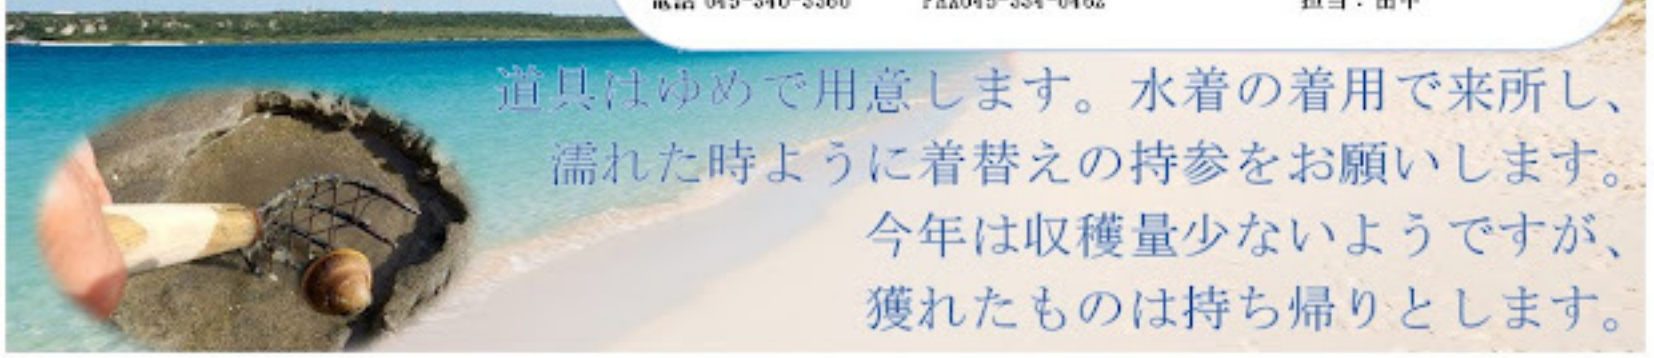 道具はゆめで用意します。水着の着用で来所し、
濡れた時ように着替えの持参をお願いします。
今年は収穫量少ないようですが、
獲れたものは持ち帰りとします。